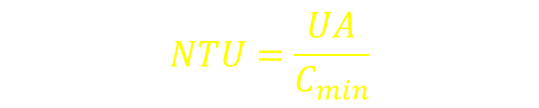 NTU = UA / C_min